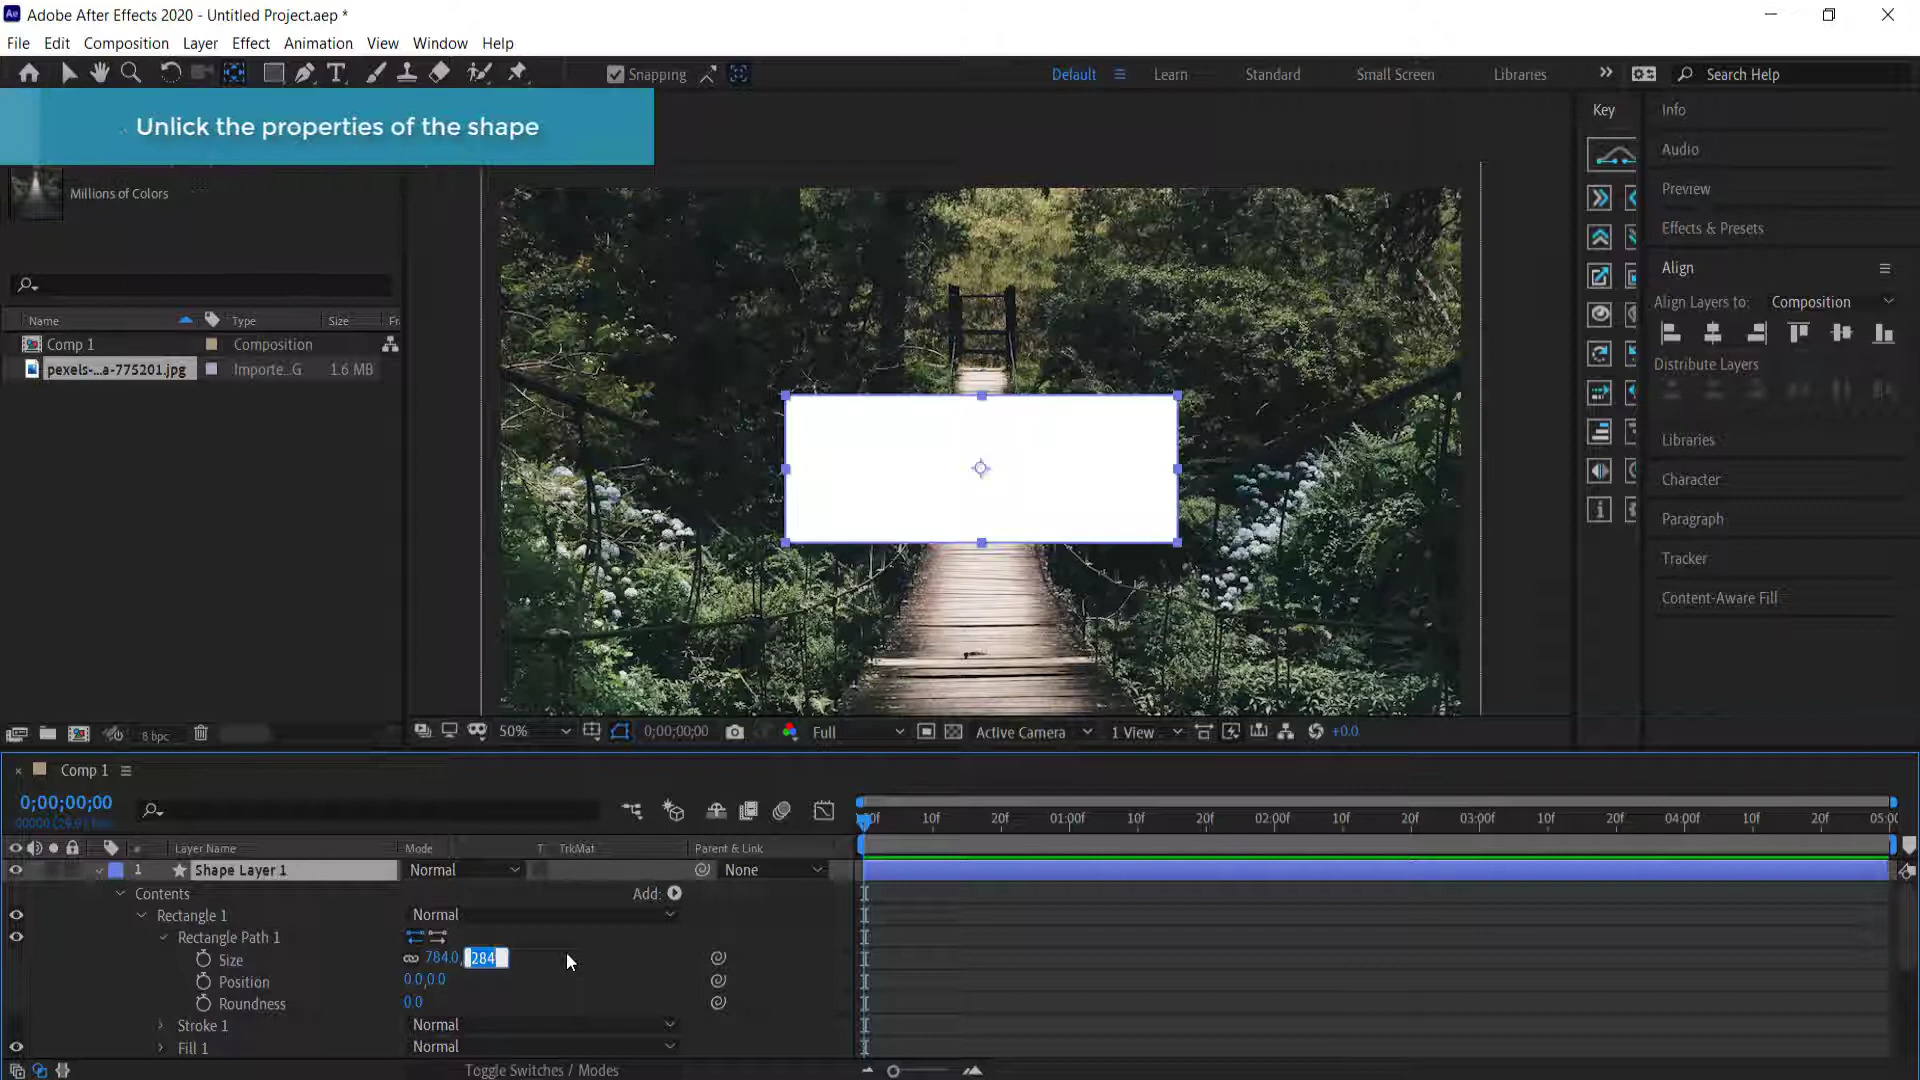 Adobe After Effects 2020 - Untitled Project.aep *
File Edit Composition Layer Effect Animation View Window Help
Snapping
Default Learn Standard Small Screen Libraries Search Help
Unlick the properties of the shape
Millions of Colors
Name Type Size Fr
Comp 1 Composition
pexels-...a-775201.jpg Importe...G 1.6 MB
Key
Info
Audio
Preview
Effects & Presets
Align
Align Layers to: Composition
Distribute Layers
Libraries
Character
Paragraph
Tracker
Content-Aware Fill
8 bpc
50% 0;00;00;00 Full Active Camera 1 View +0.0
Comp 1
0;00;00;00
10f 20f 01:00f 10f 20f 02:00f 10f 20f 03:00f 10f 20f 04:00f 10f 20f 05:00
# Layer Name Mode T TrkMat Parent & Link
1 Shape Layer 1 Normal None
Contents Add:
Rectangle 1 Normal
Rectangle Path 1
Size 784.0, 284
Position 0.0,0.0
Roundness 0.0
Stroke 1 Normal
Fill 1 Normal
Toggle Switches / Modes